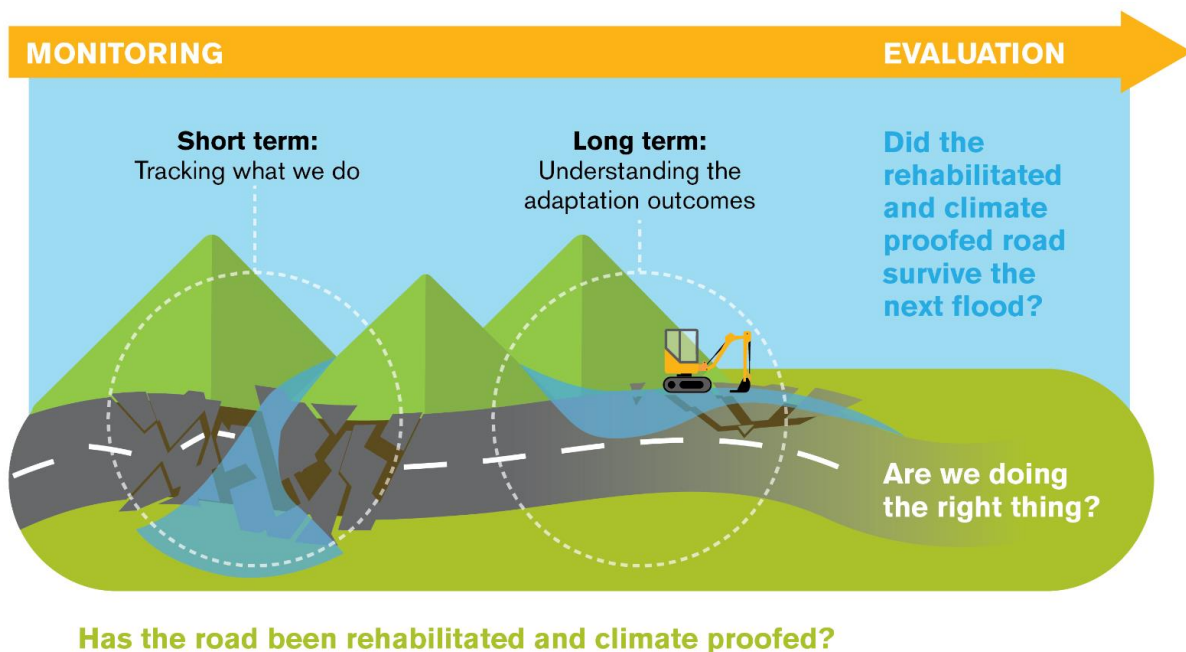 MONITORING
EVALUATION
Short term:
Tracking what we do
Long term:
Understanding the
adaptation outcomes
Did the
rehabilitated
and climate
proofed road
survive the
next flood?
Are we doing
the right thing?
Has the road been rehabilitated and climate proofed?